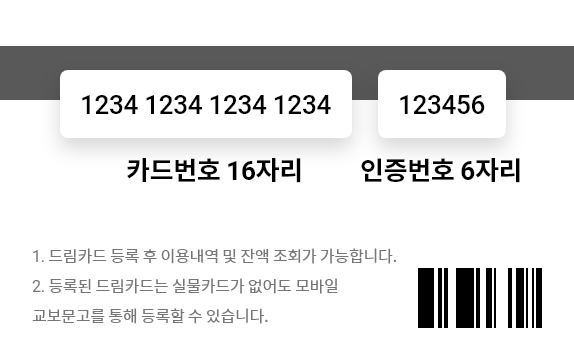 1234 1234 1234 1234 123456
카드번호 16자리 인증번호 6자리
1. 드림카드 등록 후 이용내역 및 잔액 조회가 가능합니다.
2. 등록된 드림카드는 실물카드가 없어도 모바일
교보문고를 통해 등록할 수 있습니다.